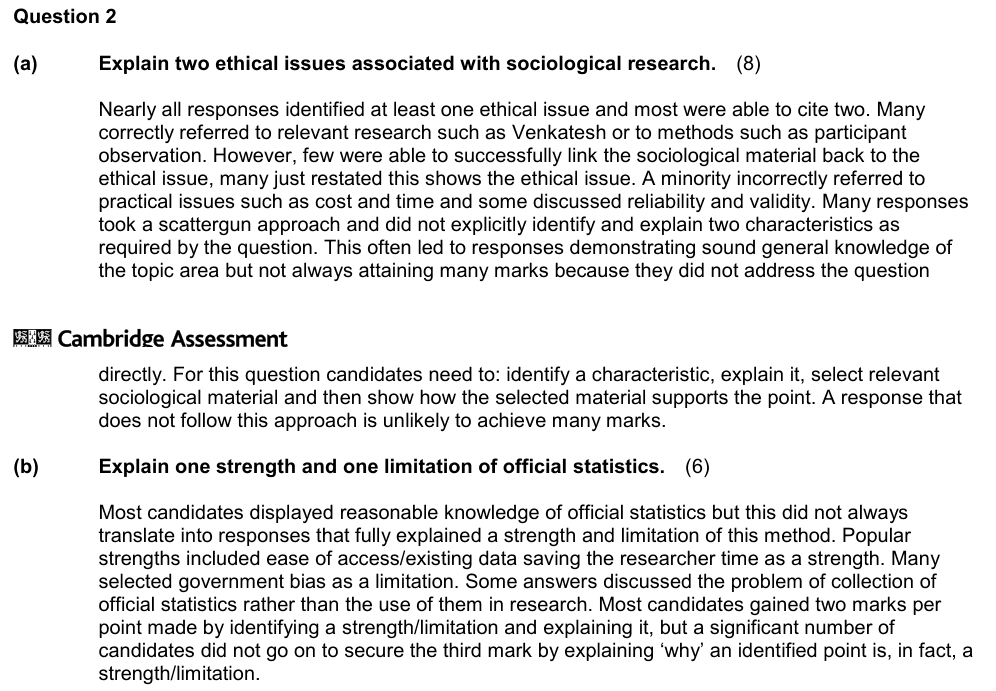 Question 2
(a) Explain two ethical issues associated with sociological research. (8)
Nearly all responses identified at least one ethical issue and most were able to cite two. Many
correctly referred to relevant research such as Venkatesh or to methods such as participant
observation. However, few were able to successfully link the sociological material back to the
ethical issue, many just restated this shows the ethical issue. A minority incorrectly referred to
practical issues such as cost and time and some discussed reliability and validity. Many responses
took a scattergun approach and did not explicitly identify and explain two characteristics as
required by the question. This often led to responses demonstrating sound general knowledge of
the topic area but not always attaining many marks because they did not address the question
Cambridge Assessment
directly. For this question candidates need to: identify a characteristic, explain it, select relevant
sociological material and then show how the selected material supports the point. A response that
does not follow this approach is unlikely to achieve many marks.
(b) Explain one strength and one limitation of official statistics. (6)
Most candidates displayed reasonable knowledge of official statistics but this did not always
translate into responses that fully explained a strength and limitation of this method. Popular
strengths included ease of access/existing data saving the researcher time as a strength. Many
selected government bias as a limitation. Some answers discussed the problem of collection of
official statistics rather than the use of them in research. Most candidates gained two marks per
point made by identifying a strength/limitation and explaining it, but a significant number of
candidates did not go on to secure the third mark by explaining ‘why’ an identified point is, in fact, a
strength/limitation.